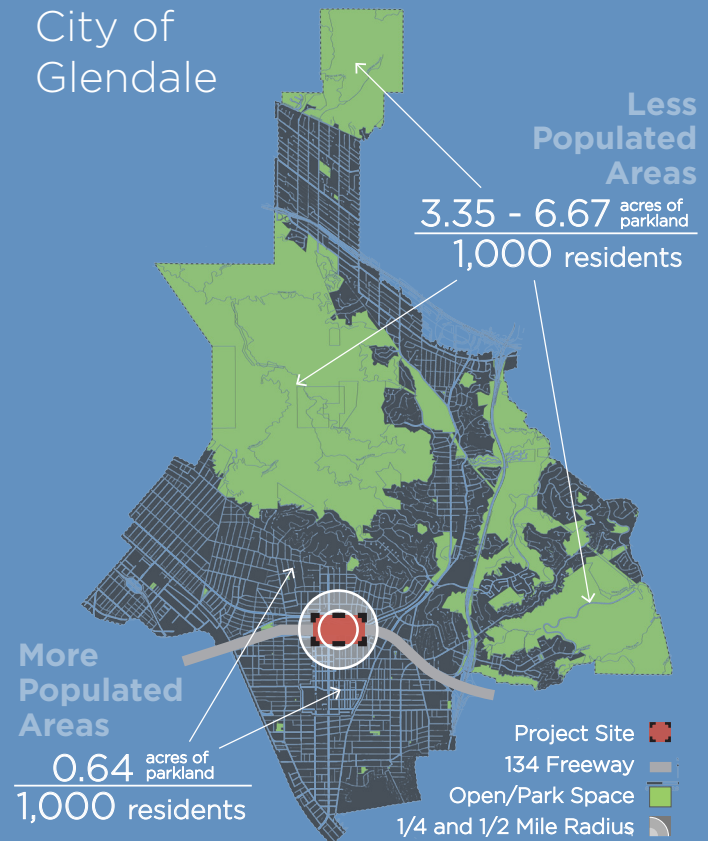 City of
Glendale
Less
Populated
Areas
3.35 - 6.67 acres of parkland
1,000 residents
More
Populated
Areas
0.64 acres of parkland
1,000 residents
Project Site
134 Freeway
Open/Park Space
1/4 and 1/2 Mile Radius